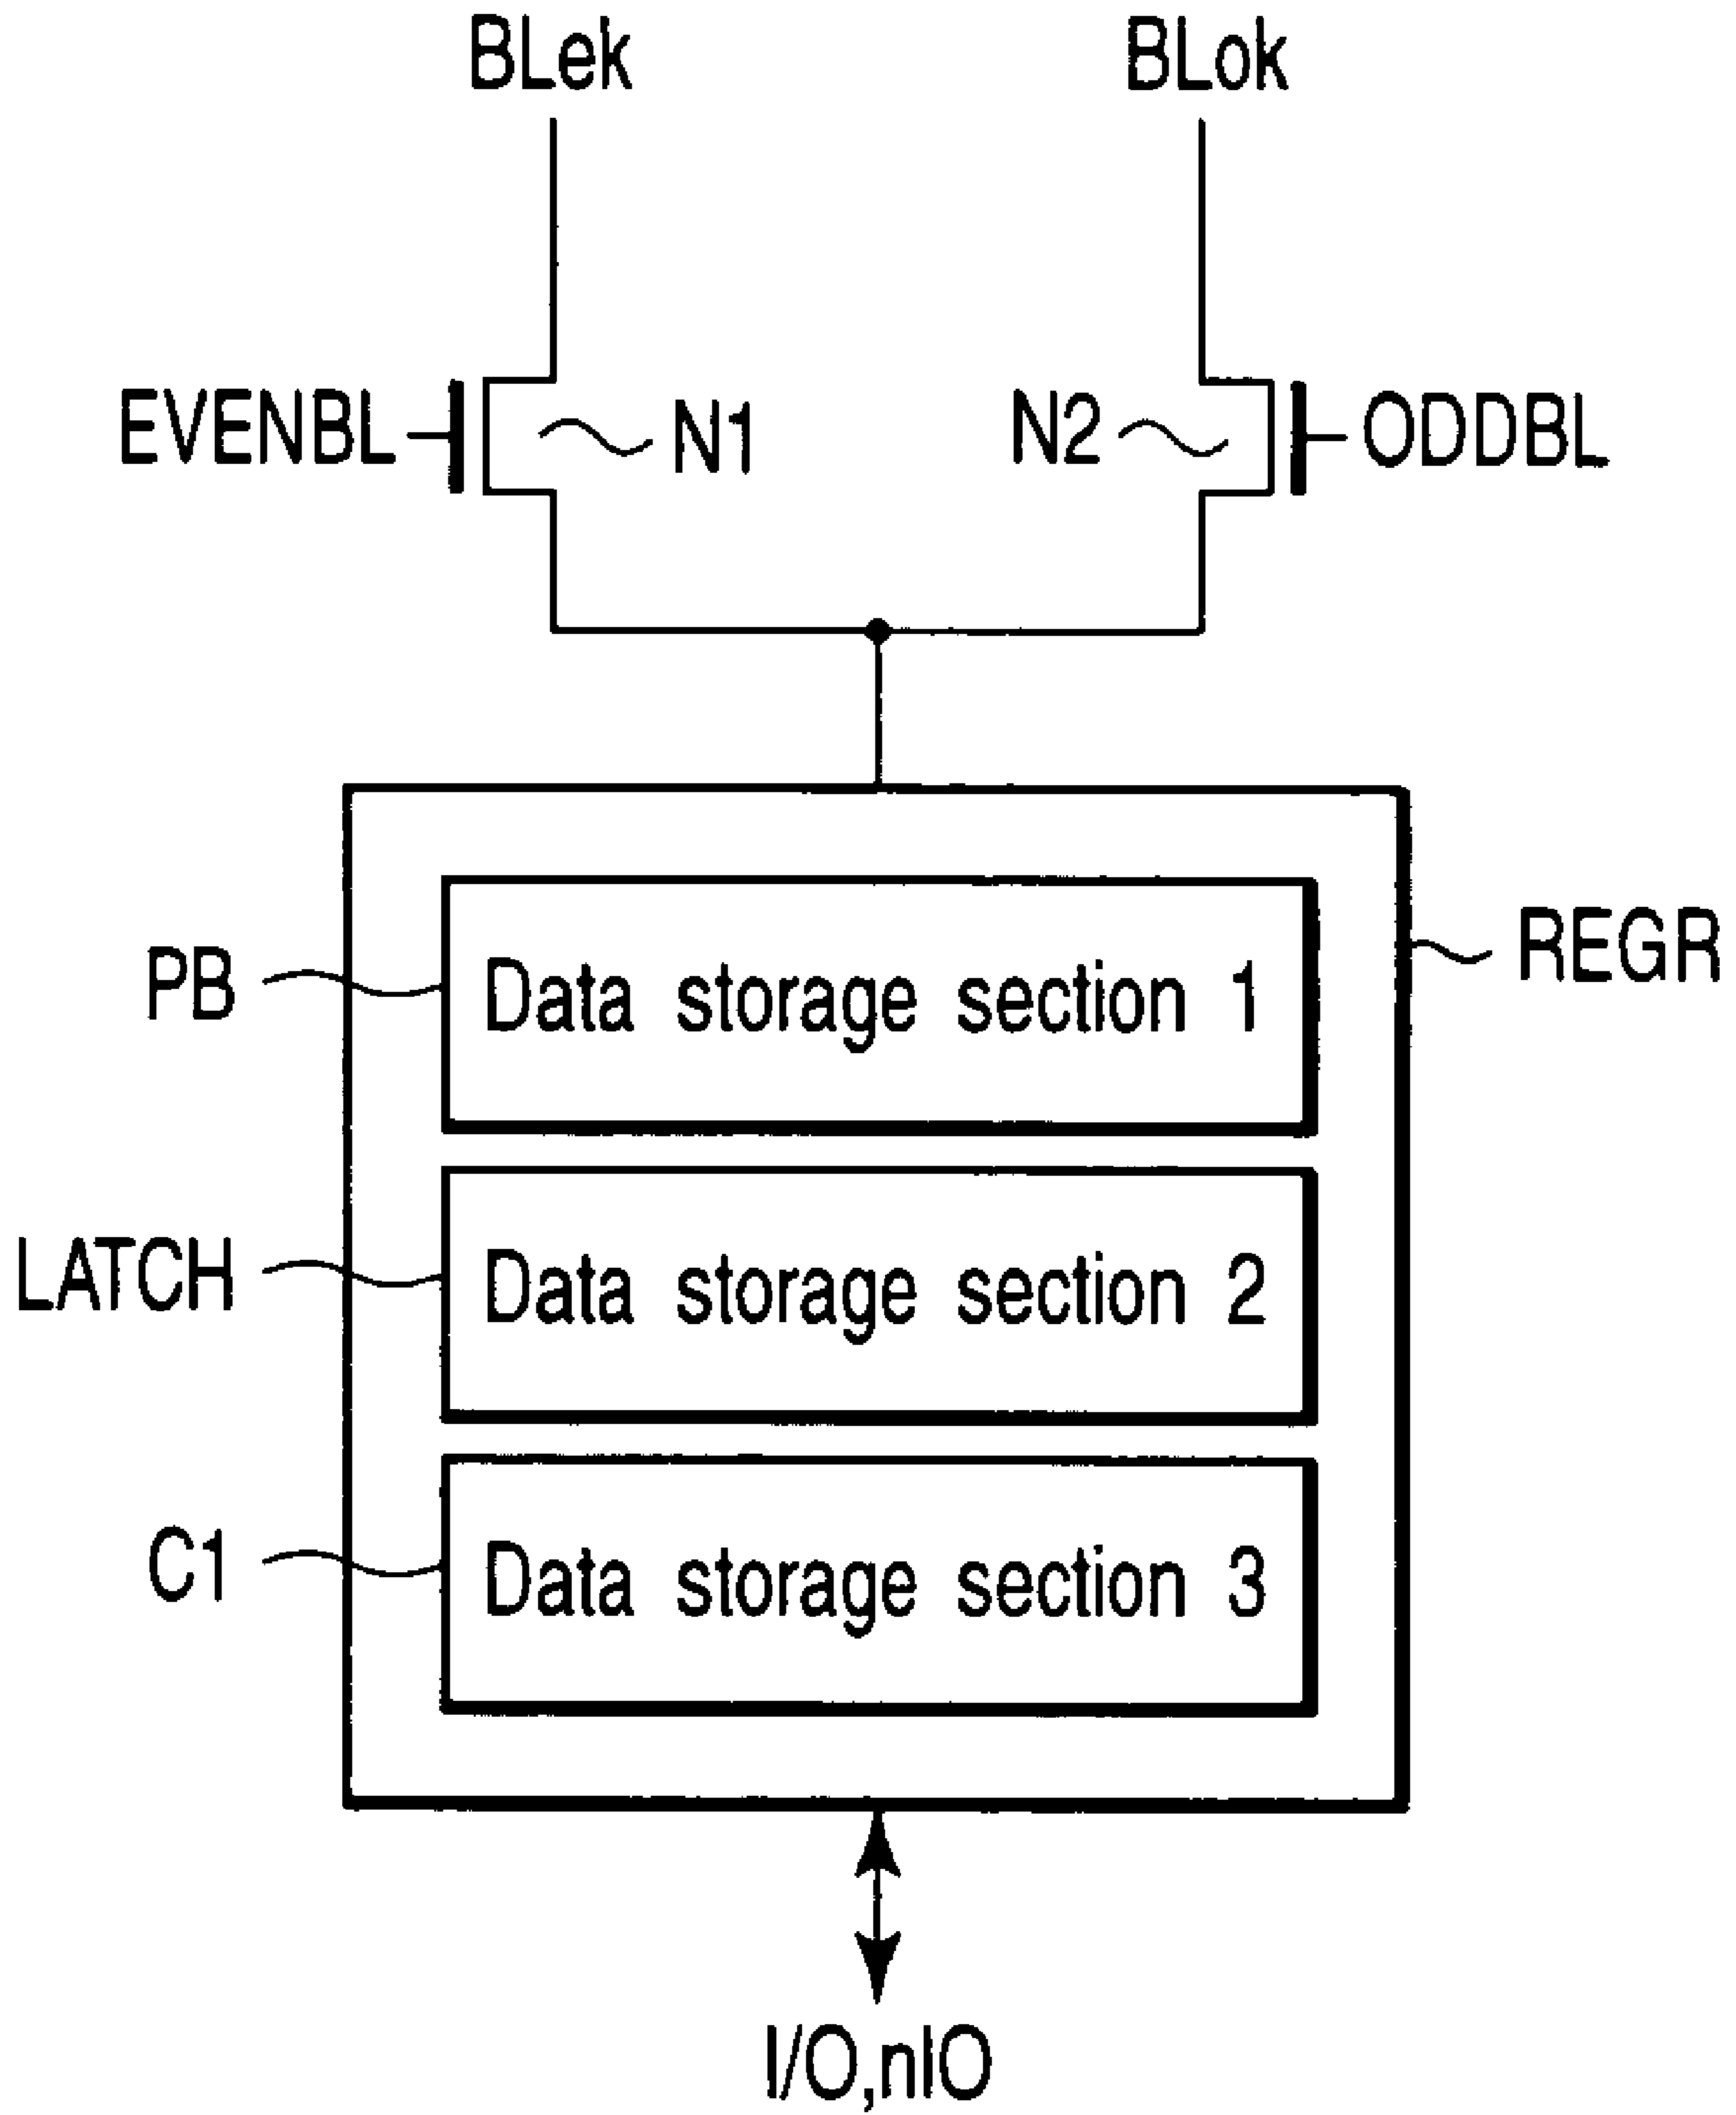 BLek
BLok
EVENBL
N1
N2
ODDBL
REGR
PB
Data storage section 1
LATCH
Data storage section 2
C1
Data storage section 3
I/O,nIO